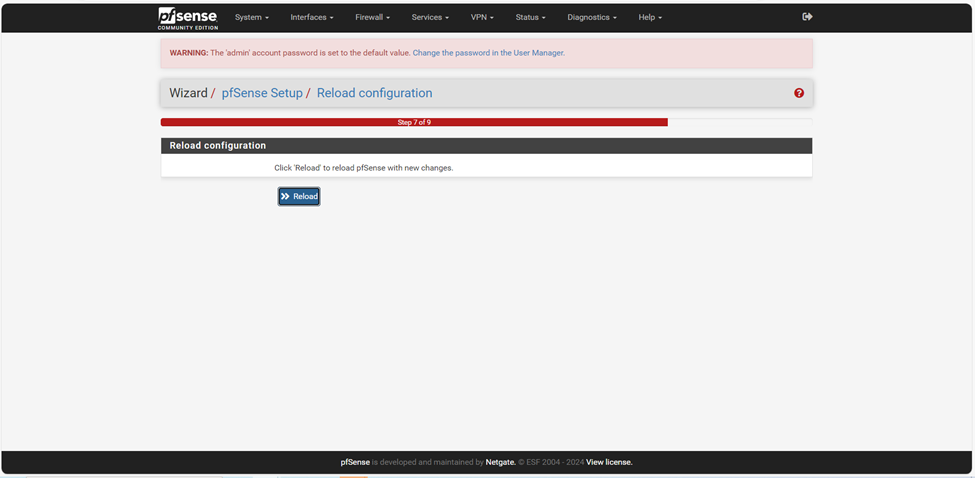 pfsense System Interfaces Firewall Services VPN Status Diagnostics Help
COMMUNITY EDITION
WARNING: The 'admin' account password is set to the default value. Change the password in the User Manager.
Wizard / pfSense Setup / Reload configuration
Step 7 of 9
Reload configuration
Click 'Reload' to reload pfSense with new changes.
Reload
pfSense is developed and maintained by Netgate. © ESF 2004 - 2024 View license.